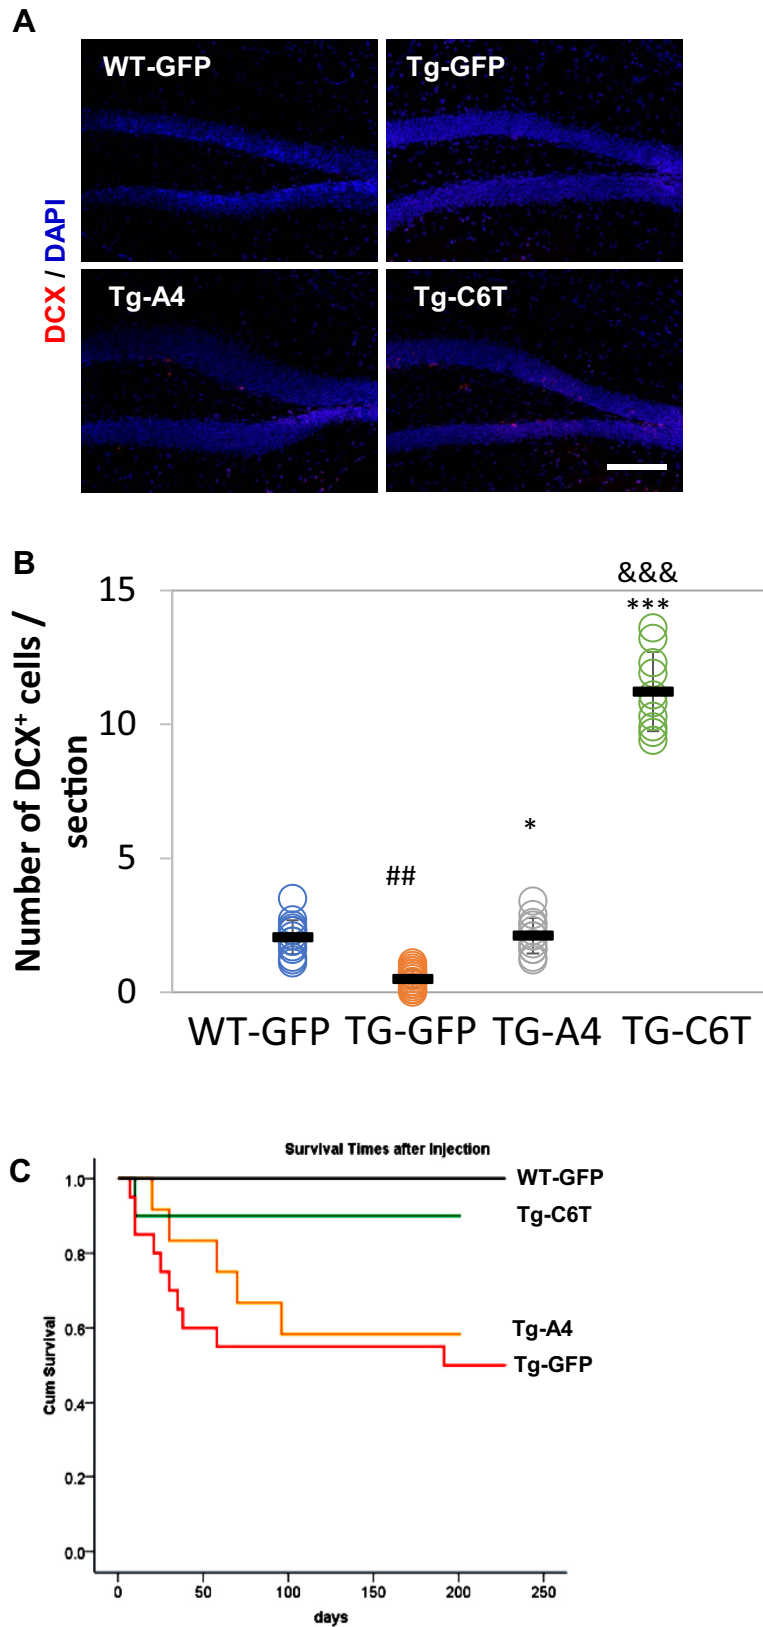 A
WT-GFP
Tg-GFP
DCX / DAPI
Tg-A4
Tg-C6T
B
Number of DCX+ cells /
section
15
10
5
0
&&&
***
*
##
WT-GFP TG-GFP TG-A4 TG-C6T
C
Survival Times after Injection
Cum Survival
1.0
0.8
0.6
0.4
0.2
0.0
WT-GFP
Tg-C6T
Tg-A4
Tg-GFP
0 50 100 150 200 250
days